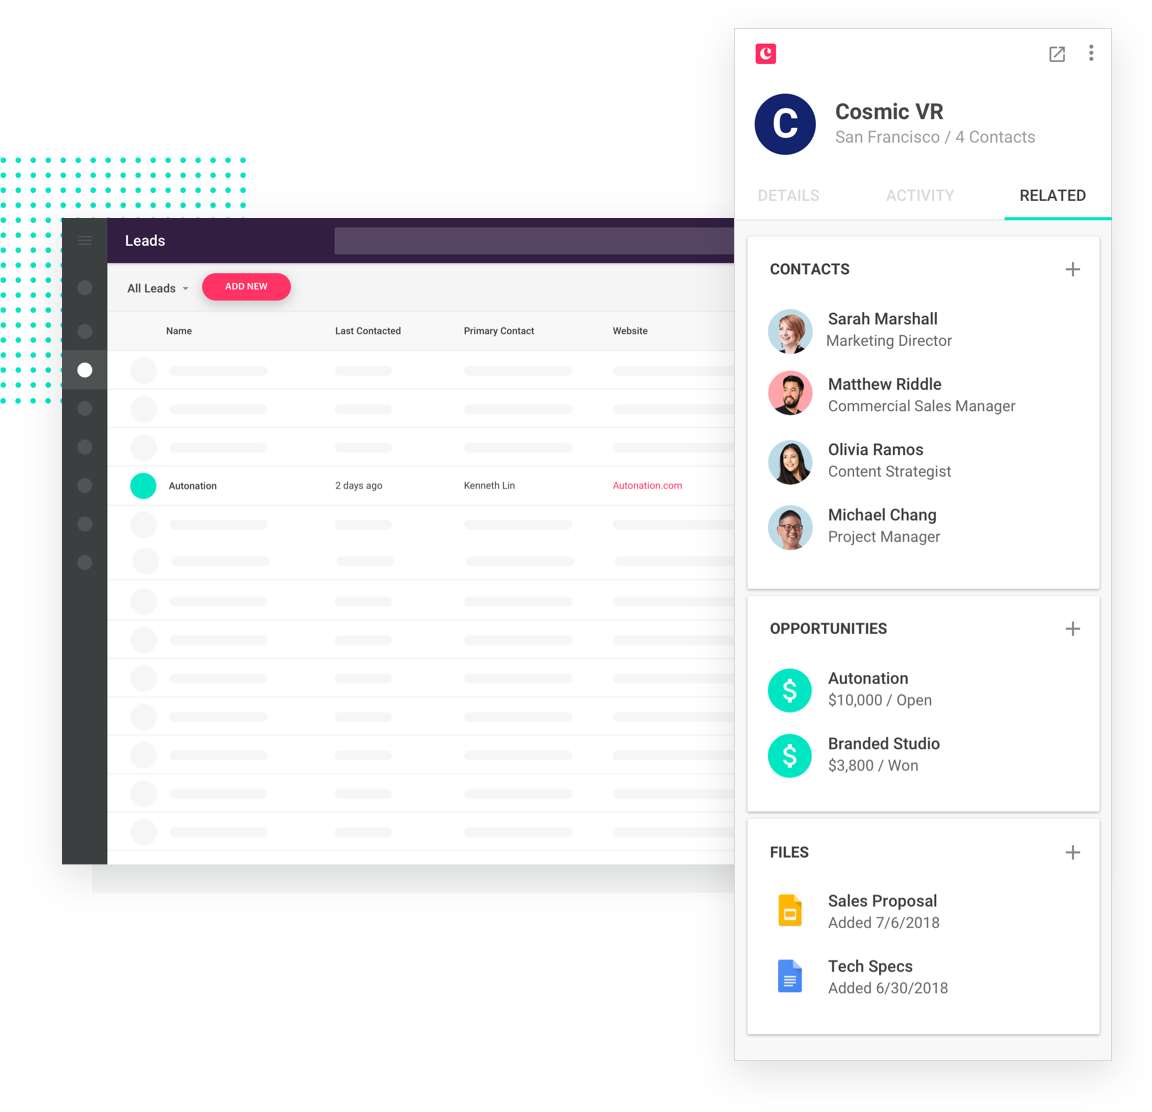 Leads
All Leads
ADD NEW
Name Last Contacted Primary Contact Website
Autonation 2 days ago Kenneth Lin Autonation.com
C
Cosmic VR
San Francisco / 4 Contacts
DETAILS ACTIVITY RELATED
CONTACTS
Sarah Marshall
Marketing Director
Matthew Riddle
Commercial Sales Manager
Olivia Ramos
Content Strategist
Michael Chang
Project Manager
OPPORTUNITIES
$
Autonation
$10,000 / Open
$
Branded Studio
$3,800 / Won
FILES
Sales Proposal
Added 7/6/2018
Tech Specs
Added 6/30/2018